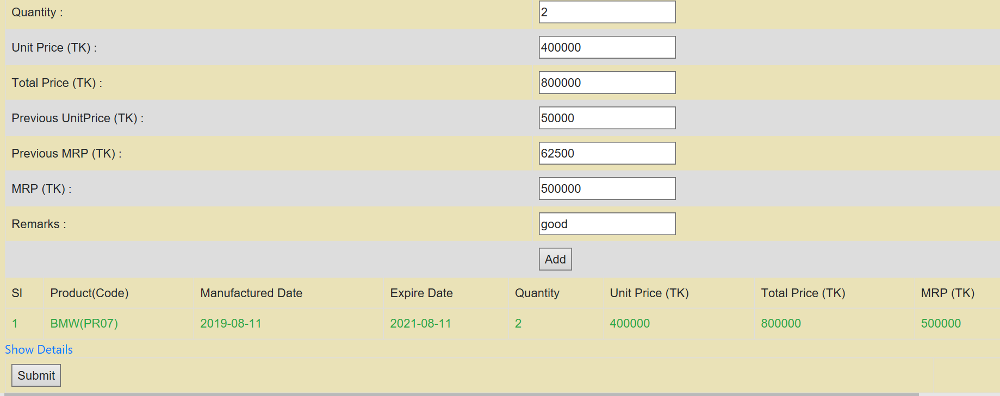 Quantity : 2
Unit Price (TK) : 400000
Total Price (TK) : 800000
Previous UnitPrice (TK) : 50000
Previous MRP (TK) : 62500
MRP (TK) : 500000
Remarks : good
Add
Sl Product(Code) Manufactured Date Expire Date Quantity Unit Price (TK) Total Price (TK) MRP (TK)
1 BMW(PR07) 2019-08-11 2021-08-11 2 400000 800000 500000
Show Details
Submit